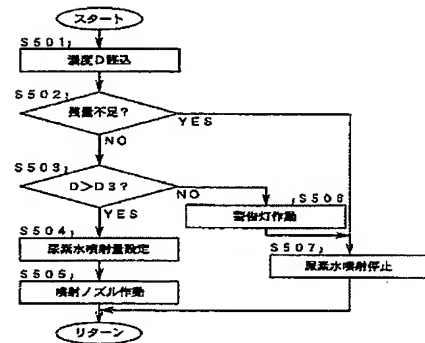 スタート
S501
濃度D読込
S502
残量不足?
YES
NO
S503
D>D3?
NO
YES
S506
警告灯作動
S504
尿素水噴射量設定
S507
尿素水噴射停止
S505
噴射ノズル作動
リターン